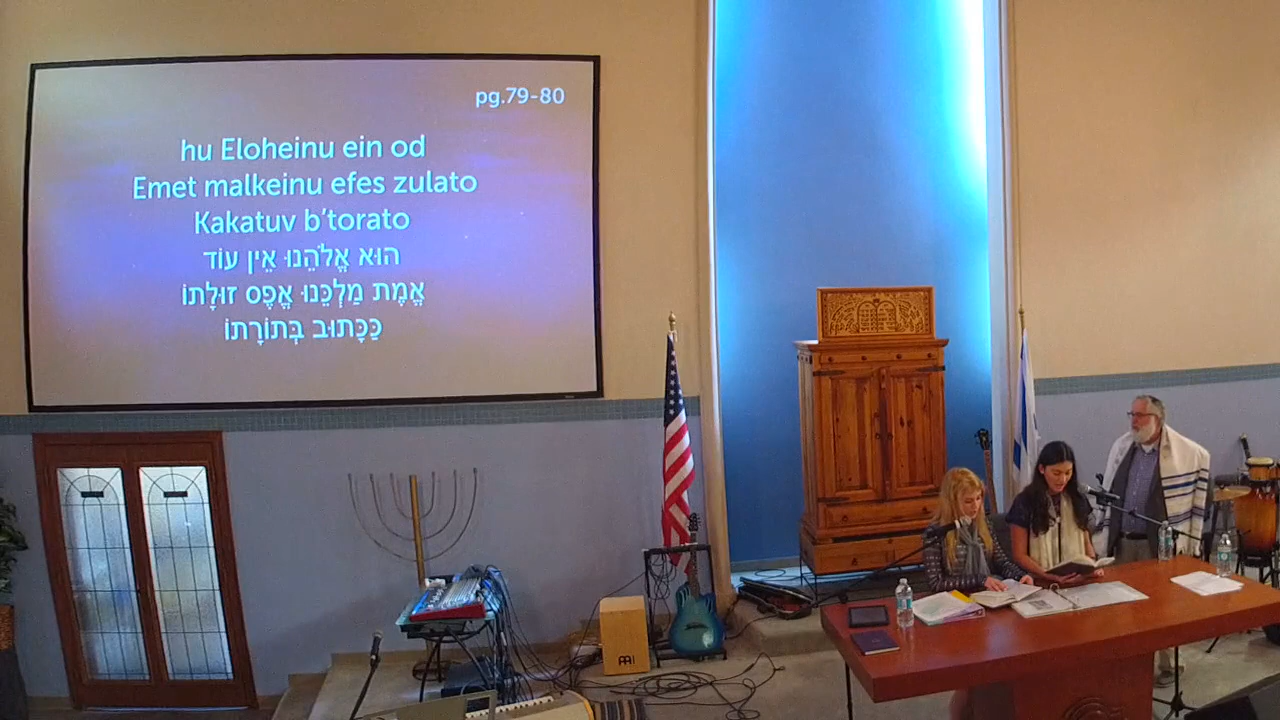 pg.79-80
hu Eloheinu ein od
Emet malkeinu efes zulato
Kakatuv b'torato
הוּא אֱלֹהֵנוּ אֵין עוֹד
אֱמֶת מַלְכֵּנוּ אֶפֶס זוּלָתוֹ
כַּכָּתוּב בְּתוֹרָתוֹ